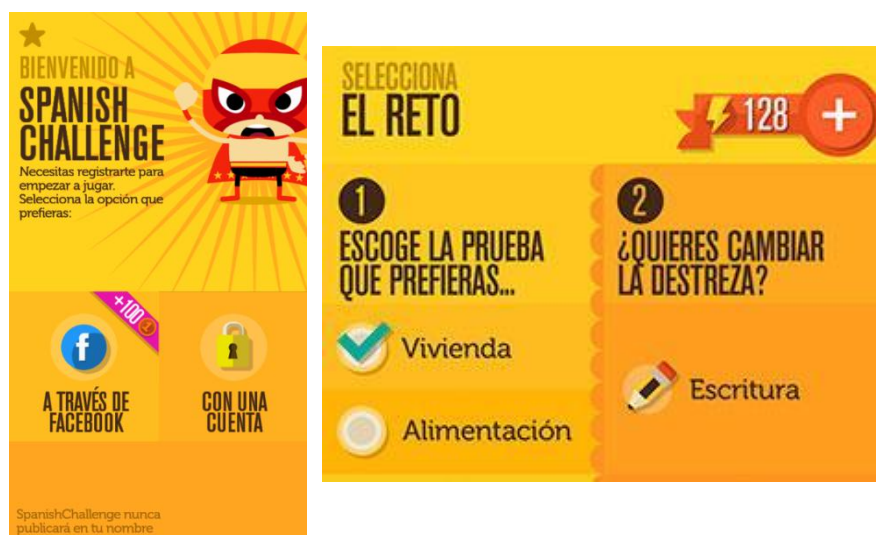 BIENVENIDO A
SPANISH
CHALLENGE
Necesitas registrarte para
empezar a jugar.
Selecciona la opción que
prefieras:
+100
f
A TRAVÉS DE
FACEBOOK
CON UNA
CUENTA
SpanishChallenge nunca
publicará en tu nombre
SELECCIONA
EL RETO
128 +
1
ESCOGE LA PRUEBA
QUE PREFIERAS...
Vivienda
Alimentación
2
¿QUIERES CAMBIAR
LA DESTREZA?
Escritura